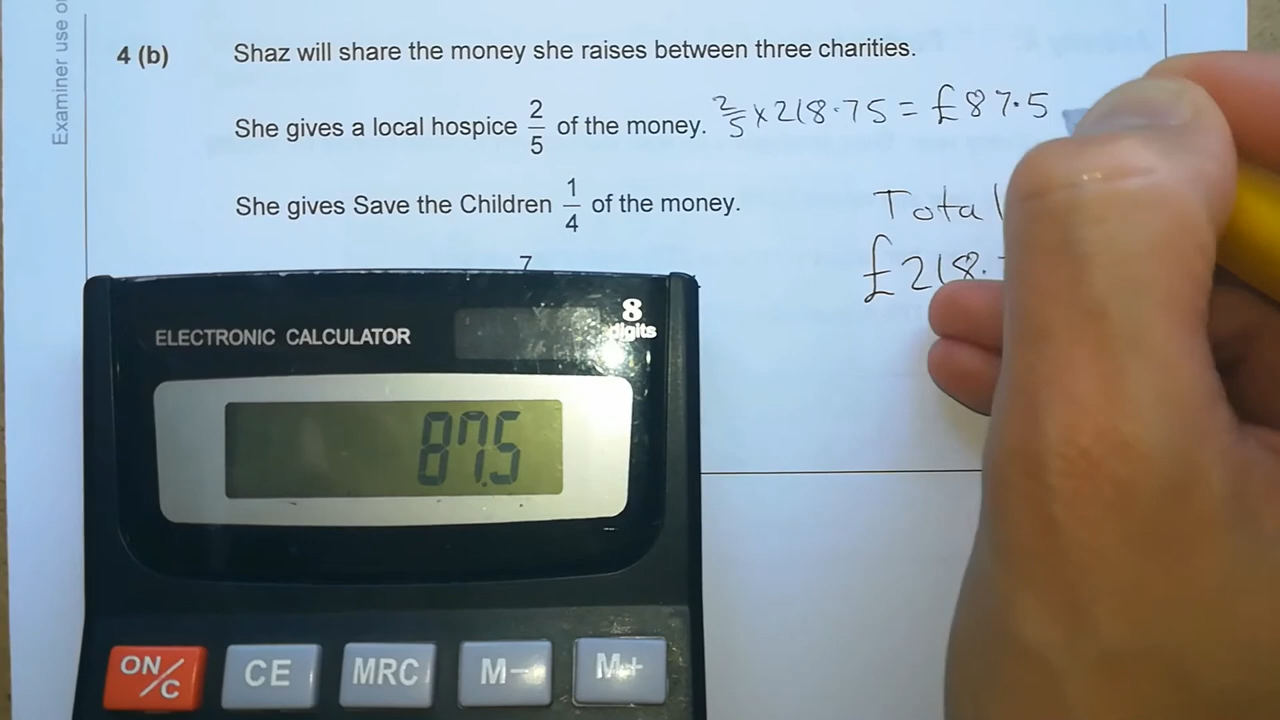 Examiner use
4 (b) Shaz will share the money she raises between three charities.
She gives a local hospice 2/5 of the money. 2/5 × 218.75 = £87.5
She gives Save the Children 1/4 of the money.
Total
£218.
7
8
digits
ELECTRONIC CALCULATOR
87.5
ON/C CE MRC M- M+